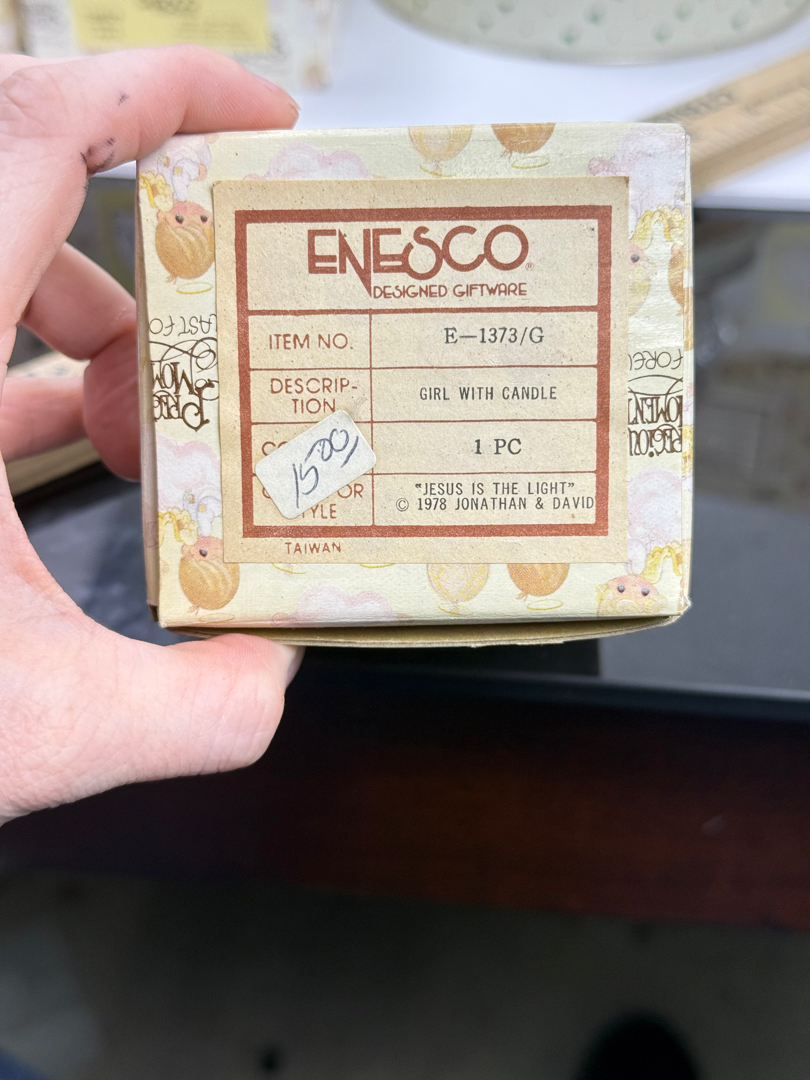 ENESCO®
DESIGNED GIFTWARE
ITEM NO. E—1373/G
DESCRIP-
TION GIRL WITH CANDLE
1 PC
15.00
"JESUS IS THE LIGHT"
© 1978 JONATHAN & DAVID
TAIWAN